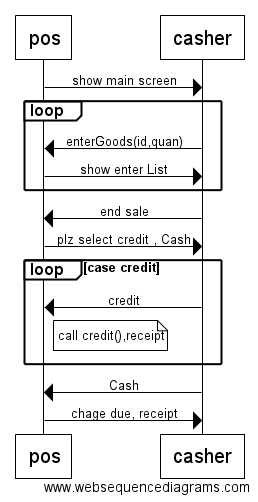 pos casher
show main screen
loop
enterGoods(id,quan)
show enter List
end sale
plz select credit , Cash
loop [case credit]
credit
call credit(),receipt
Cash
chage due, receipt
pos casher
www.websequencediagrams.com